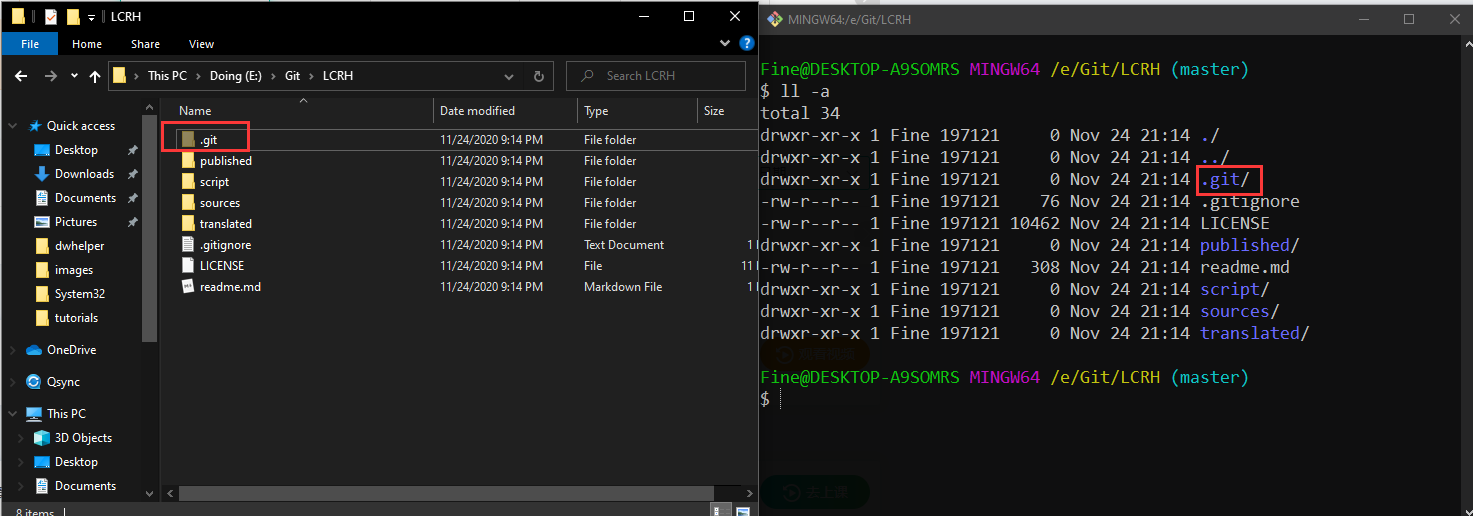 LCRH
File Home Share View
This PC Doing (E:) Git LCRH
Search LCRH
Name Date modified Type Size
Quick access
Desktop
Downloads
Documents
Pictures
dwhelper
images
System32
tutorials
OneDrive
Qsync
This PC
3D Objects
Desktop
Documents
.git 11/24/2020 9:14 PM File folder
published 11/24/2020 9:14 PM File folder
script 11/24/2020 9:14 PM File folder
sources 11/24/2020 9:14 PM File folder
translated 11/24/2020 9:14 PM File folder
.gitignore 11/24/2020 9:14 PM Text Document 1
LICENSE 11/24/2020 9:14 PM File 11
readme.md 11/24/2020 9:14 PM Markdown File 1
8 items
MINGW64:/e/Git/LCRH
Fine@DESKTOP-A9SOMRS MINGW64 /e/Git/LCRH (master)
$ ll -a
total 34
drwxr-xr-x 1 Fine 197121 0 Nov 24 21:14 ./
drwxr-xr-x 1 Fine 197121 0 Nov 24 21:14 ../
drwxr-xr-x 1 Fine 197121 0 Nov 24 21:14 .git/
-rw-r--r-- 1 Fine 197121 76 Nov 24 21:14 .gitignore
-rw-r--r-- 1 Fine 197121 10462 Nov 24 21:14 LICENSE
drwxr-xr-x 1 Fine 197121 0 Nov 24 21:14 published/
-rw-r--r-- 1 Fine 197121 308 Nov 24 21:14 readme.md
drwxr-xr-x 1 Fine 197121 0 Nov 24 21:14 script/
drwxr-xr-x 1 Fine 197121 0 Nov 24 21:14 sources/
drwxr-xr-x 1 Fine 197121 0 Nov 24 21:14 translated/
Fine@DESKTOP-A9SOMRS MINGW64 /e/Git/LCRH (master)
$